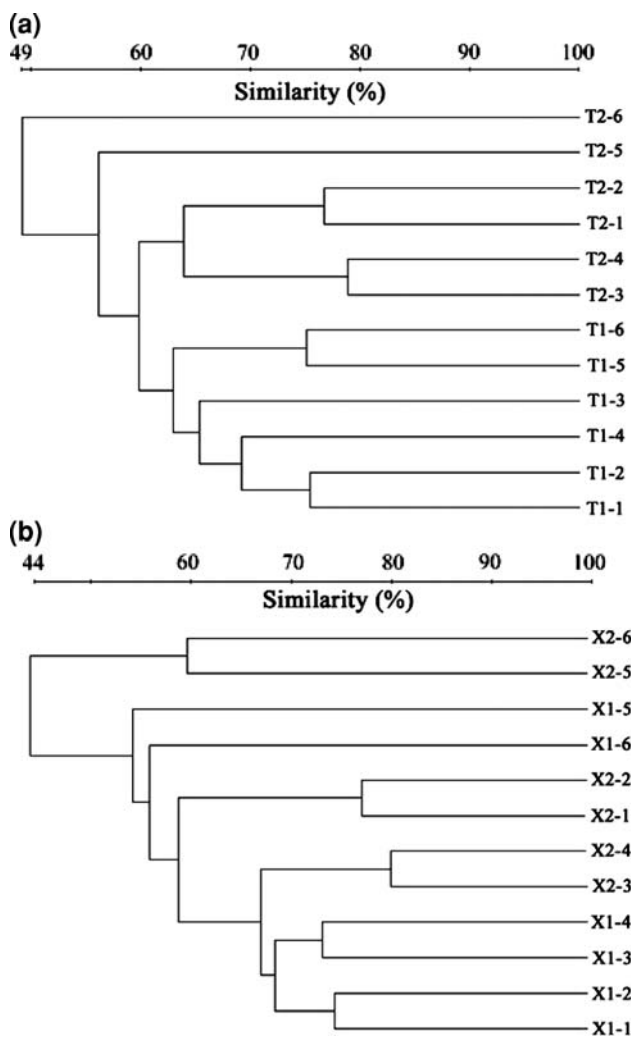 (a)
49 60 70 80 90 100
Similarity (%)
T2-6
T2-5
T2-2
T2-1
T2-4
T2-3
T1-6
T1-5
T1-3
T1-4
T1-2
T1-1
(b)
44 60 70 80 90 100
Similarity (%)
X2-6
X2-5
X1-5
X1-6
X2-2
X2-1
X2-4
X2-3
X1-4
X1-3
X1-2
X1-1